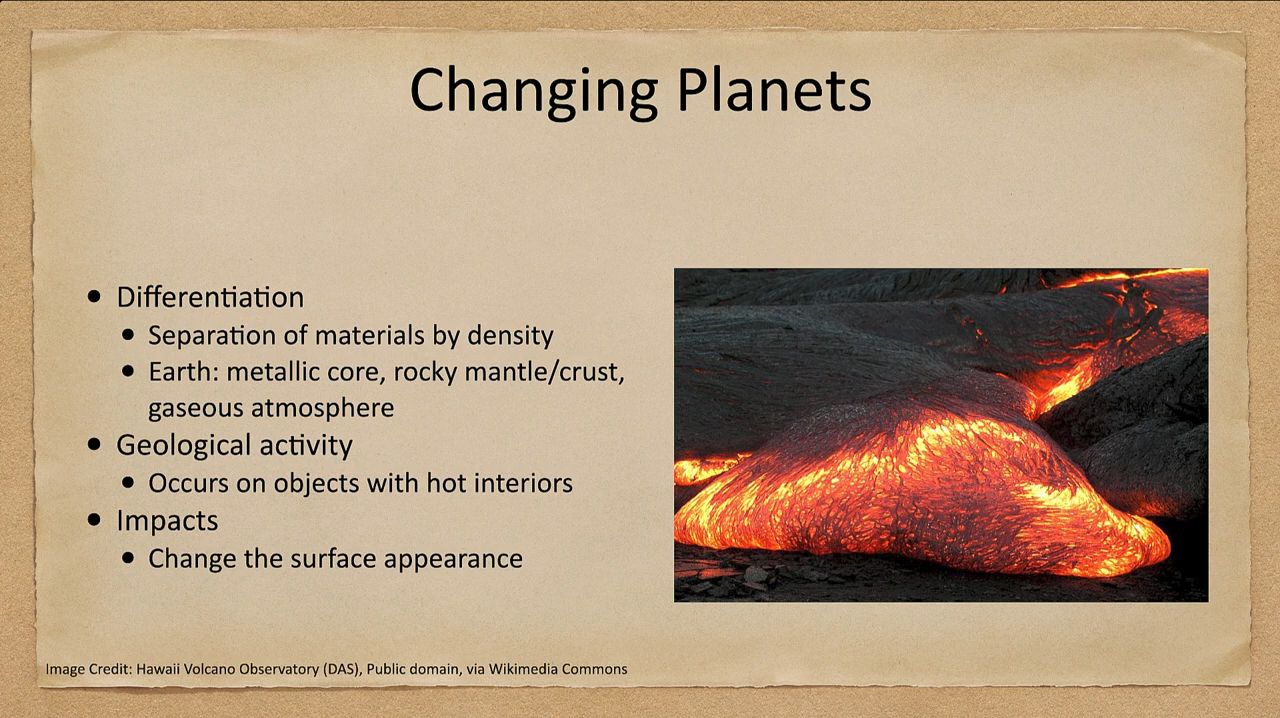 Changing Planets
• Differentiation
• Separation of materials by density
• Earth: metallic core, rocky mantle/crust,
gaseous atmosphere
• Geological activity
• Occurs on objects with hot interiors
• Impacts
• Change the surface appearance
Image Credit: Hawaii Volcano Observatory (DAS), Public domain, via Wikimedia Commons